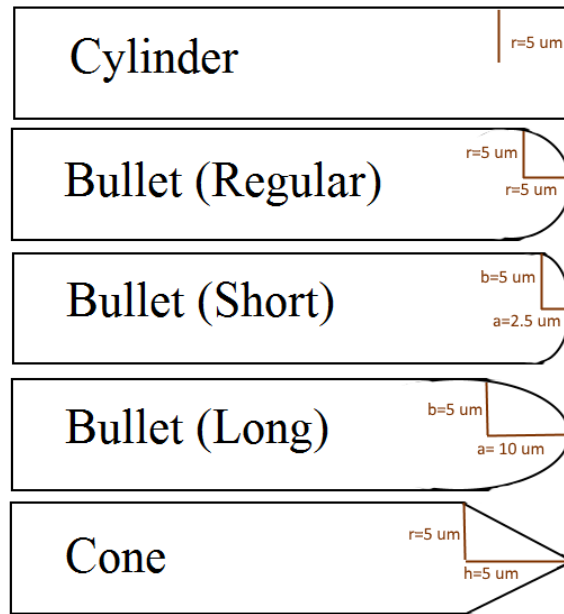 Cylinder
r=5 um
Bullet (Regular)
r=5 um
r=5 um
Bullet (Short)
b=5 um
a=2.5 um
Bullet (Long)
b=5 um
a= 10 um
Cone
r=5 um
h=5 um